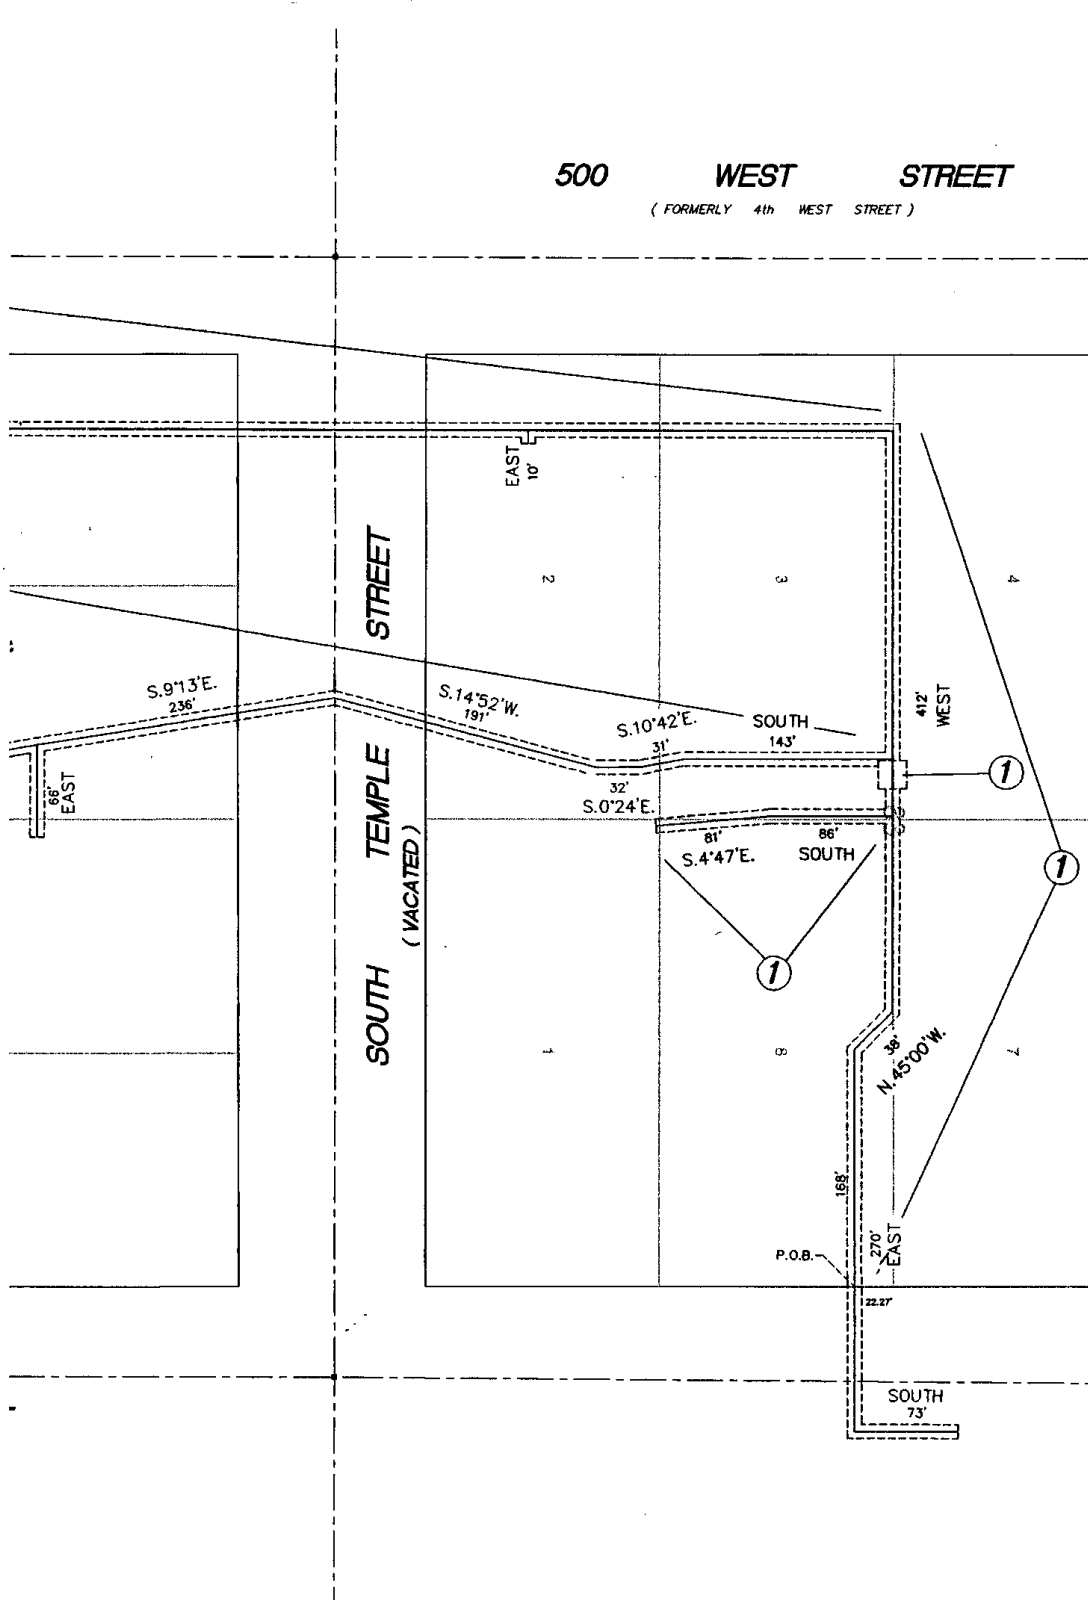 500 WEST STREET
( FORMERLY 4th WEST STREET )
EAST
10'
SOUTH TEMPLE STREET
( VACATED )
2
3
4
S.9°13'E.
236'
66'
EAST
S.14°52'W.
191'
S.10°42'E.
31'
SOUTH
143'
412'
WEST
32'
S.0°24'E.
1
81'
S.4°47'E.
86'
SOUTH
1
1
38'
N.45°00'W.
1
8
7
168'
270'
EAST
P.O.B.
22.27'
SOUTH
73'